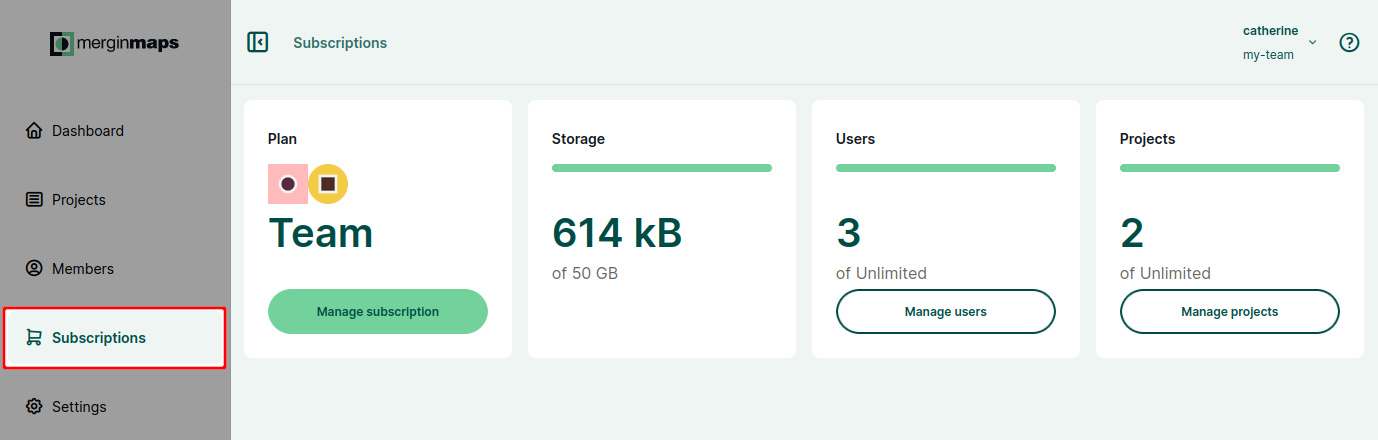 merginmaps
Dashboard
Projects
Members
Subscriptions
Settings
Subscriptions
catherine
my-team
Plan
Team
Manage subscription
Storage
614 kB
of 50 GB
Users
3
of Unlimited
Manage users
Projects
2
of Unlimited
Manage projects